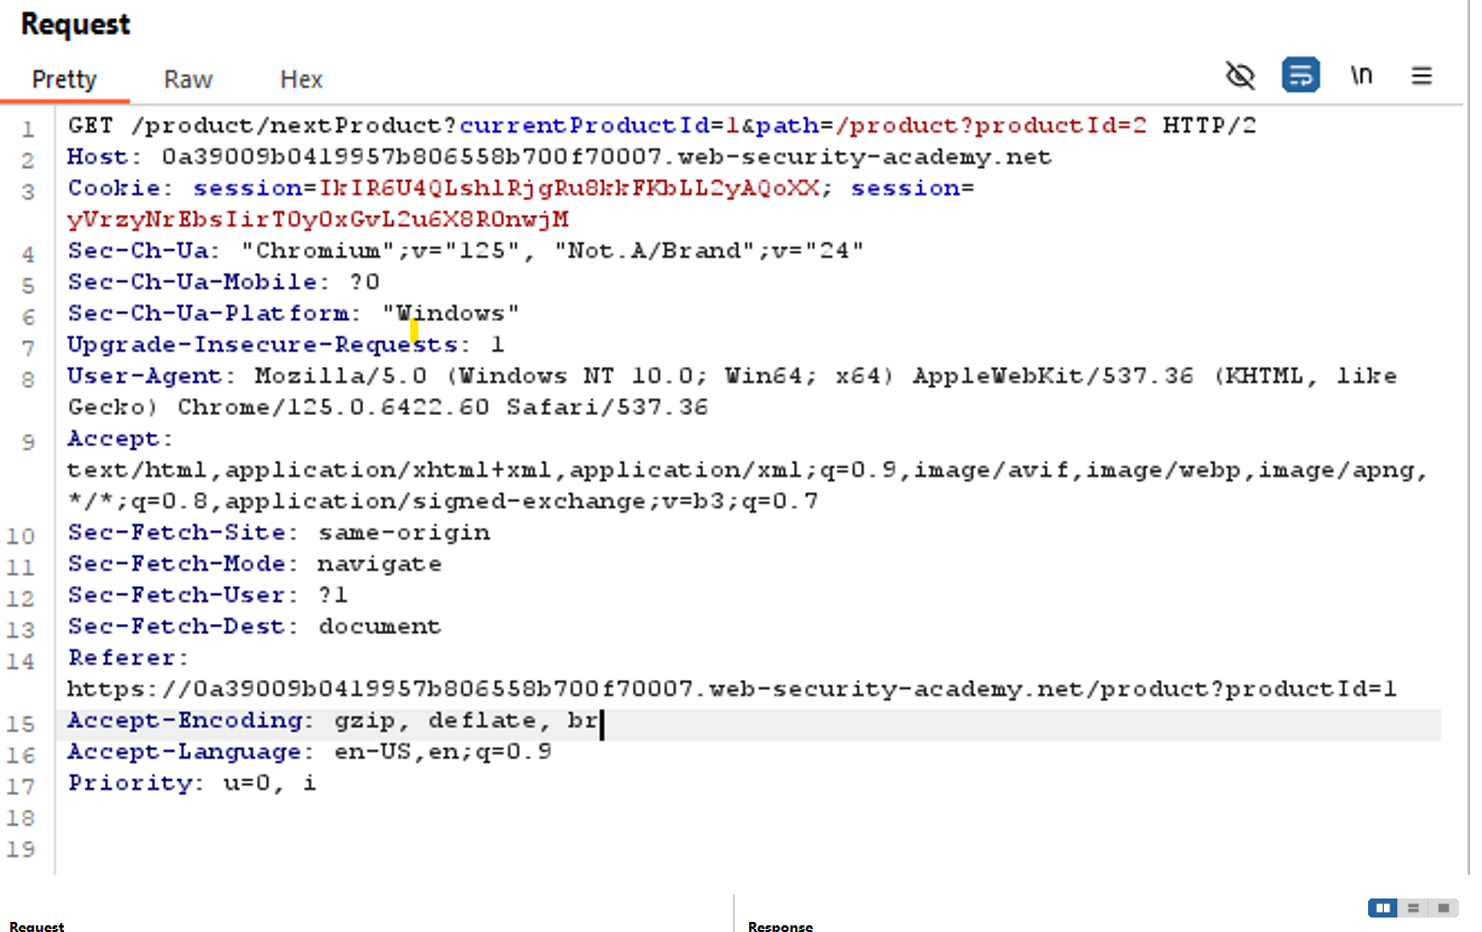 Request
Pretty Raw Hex \n
1 GET /product/nextProduct?currentProductId=1&path=/product?productId=2 HTTP/2
2 Host: 0a39009b0419957b806558b700f70007.web-security-academy.net
3 Cookie: session=IkIR6U4QLshlRjgRu8kkFKbLL2yAQoXX; session=
yVrzyNrEbsIirT0y0xGvL2u6X8R0nwjM
4 Sec-Ch-Ua: "Chromium";v="125", "Not.A/Brand";v="24"
5 Sec-Ch-Ua-Mobile: ?0
6 Sec-Ch-Ua-Platform: "Windows"
7 Upgrade-Insecure-Requests: 1
8 User-Agent: Mozilla/5.0 (Windows NT 10.0; Win64; x64) AppleWebKit/537.36 (KHTML, like
Gecko) Chrome/125.0.6422.60 Safari/537.36
9 Accept:
text/html,application/xhtml+xml,application/xml;q=0.9,image/avif,image/webp,image/apng,
*/*;q=0.8,application/signed-exchange;v=b3;q=0.7
10 Sec-Fetch-Site: same-origin
11 Sec-Fetch-Mode: navigate
12 Sec-Fetch-User: ?1
13 Sec-Fetch-Dest: document
14 Referer:
https://0a39009b0419957b806558b700f70007.web-security-academy.net/product?productId=1
15 Accept-Encoding: gzip, deflate, br
16 Accept-Language: en-US,en;q=0.9
17 Priority: u=0, i
18
19
Request Response